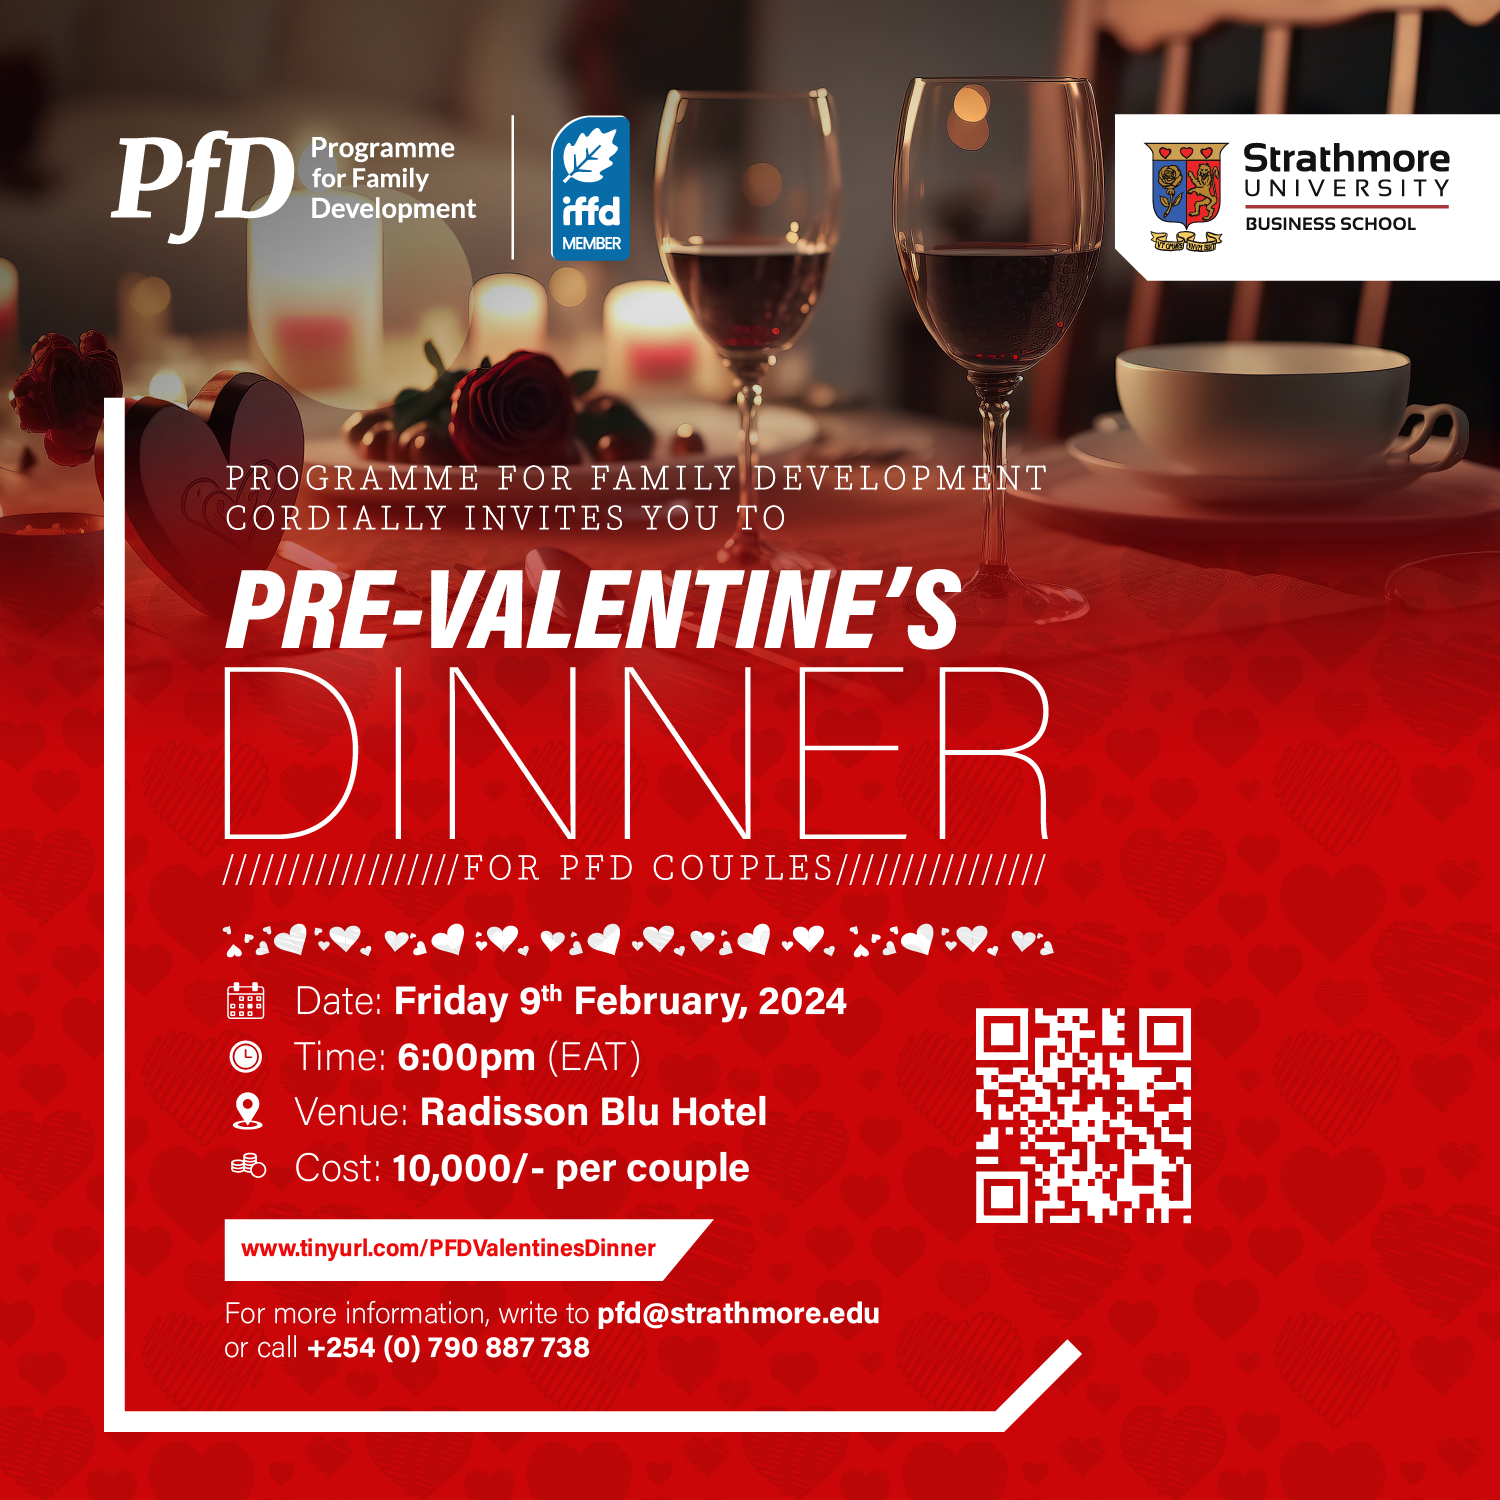 PfD Programme
for Family
Development
iffd
MEMBER
Strathmore
UNIVERSITY
BUSINESS SCHOOL
PROGRAMME FOR FAMILY DEVELOPMENT
CORDIALLY INVITES YOU TO
PRE-VALENTINE'S
DINNER
//////////////////FOR PFD COUPLES////////////////
Date: Friday 9th February, 2024
Time: 6:00pm (EAT)
Venue: Radisson Blu Hotel
Cost: 10,000/- per couple
www.tinyurl.com/PFDValentinesDinner
For more information, write to pfd@strathmore.edu
or call +254 (0) 790 887 738